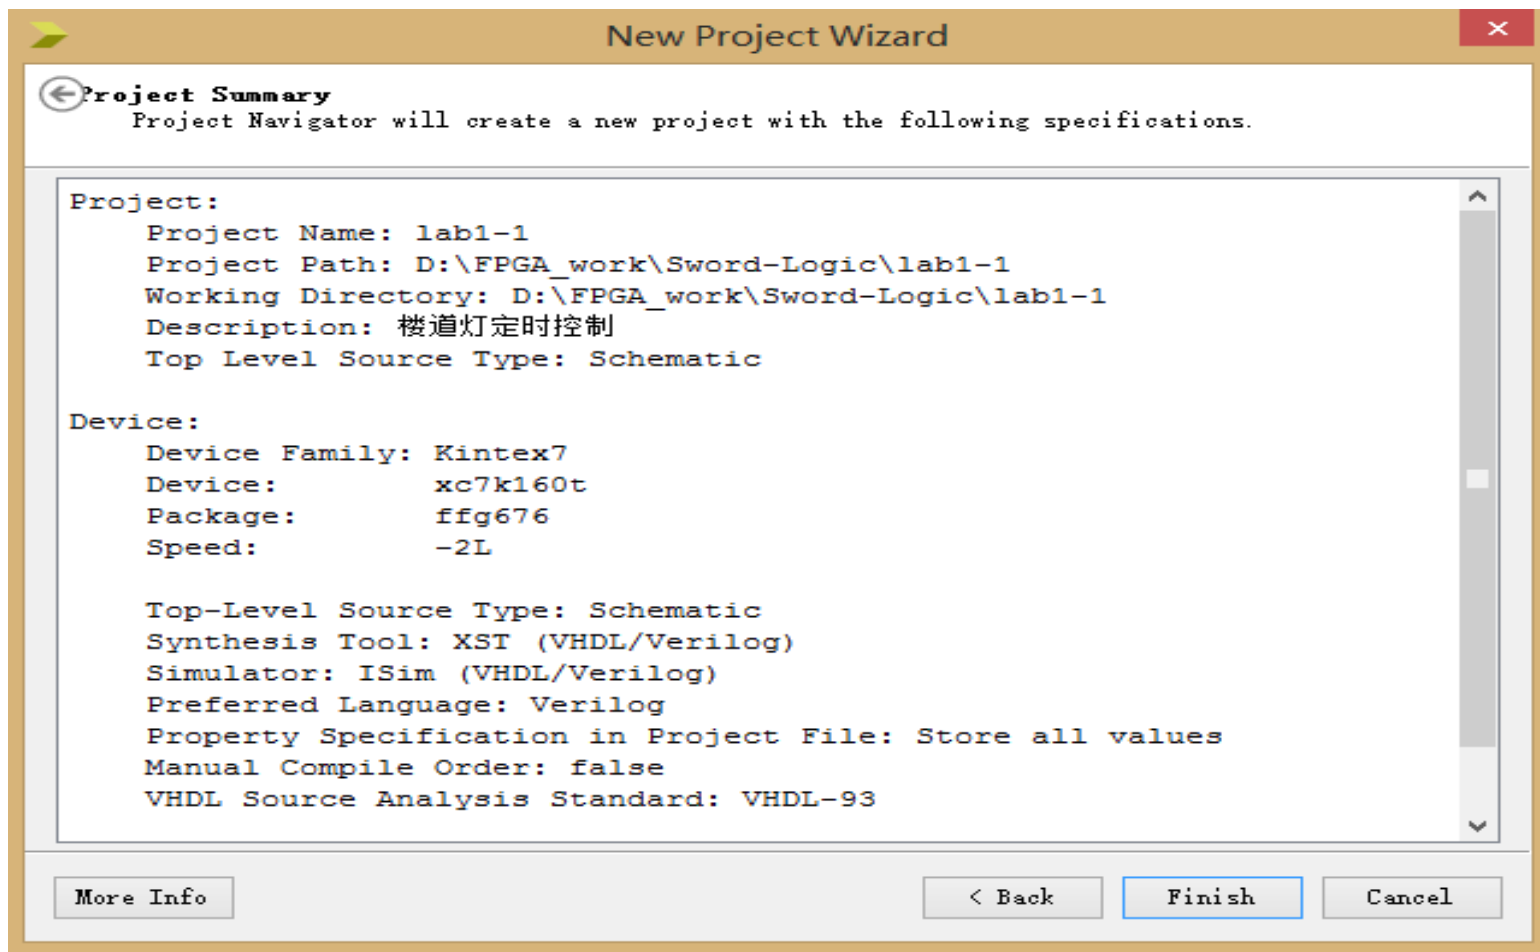 New Project Wizard
Project Summary
Project Navigator will create a new project with the following specifications.
Project:
Project Name: lab1-1
Project Path: D:\FPGA_work\Sword-Logic\lab1-1
Working Directory: D:\FPGA_work\Sword-Logic\lab1-1
Description: 楼道灯定时控制
Top Level Source Type: Schematic
Device:
Device Family: Kintex7
Device: xc7k160t
Package: ffg676
Speed: -2L
Top-Level Source Type: Schematic
Synthesis Tool: XST (VHDL/Verilog)
Simulator: ISim (VHDL/Verilog)
Preferred Language: Verilog
Property Specification in Project File: Store all values
Manual Compile Order: false
VHDL Source Analysis Standard: VHDL-93
More Info
< Back
Finish
Cancel